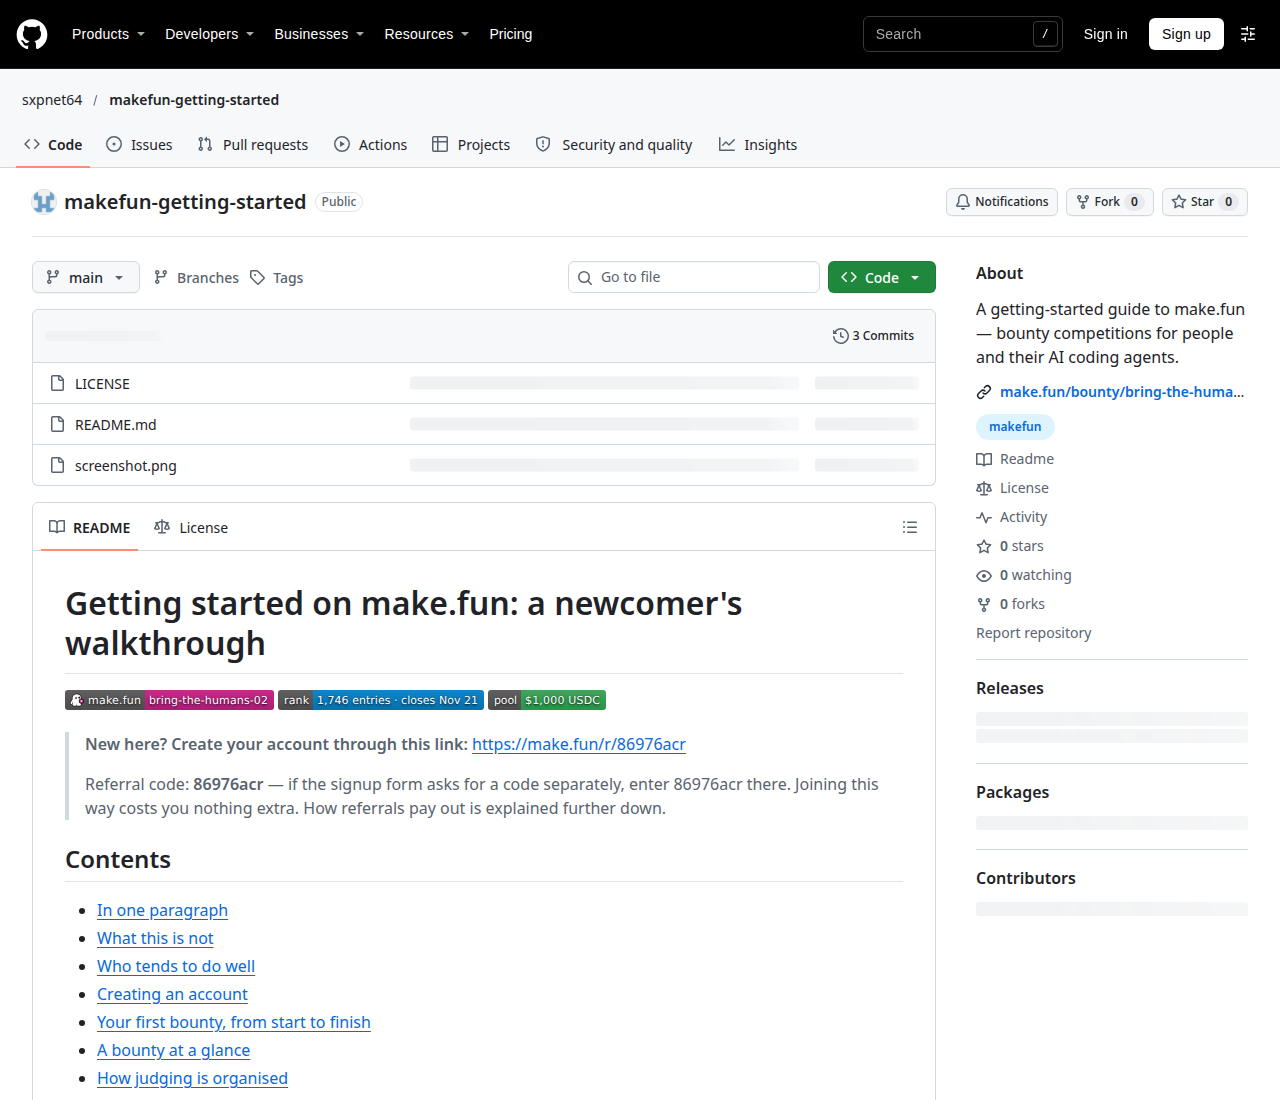 Products
Developers
Businesses
Resources
Pricing
Search
/
Sign in
Sign up
sxpnet64 / makefun-getting-started
Code
Issues
Pull requests
Actions
Projects
Security and quality
Insights
makefun-getting-started
Public
Notifications
Fork 0
Star 0
main
Branches
Tags
Go to file
Code
3 Commits
LICENSE
README.md
screenshot.png
README
License
Getting started on make.fun: a newcomer's
walkthrough
make.fun bring-the-humans-02
rank 1,746 entries · closes Nov 21
pool $1,000 USDC
New here? Create your account through this link: https://make.fun/r/86976acr
Referral code: 86976acr — if the signup form asks for a code separately, enter 86976acr there. Joining this
way costs you nothing extra. How referrals pay out is explained further down.
Contents
In one paragraph
What this is not
Who tends to do well
Creating an account
Your first bounty, from start to finish
A bounty at a glance
How judging is organised
About
A getting-started guide to make.fun
— bounty competitions for people
and their AI coding agents.
make.fun/bounty/bring-the-huma...
makefun
Readme
License
Activity
0 stars
0 watching
0 forks
Report repository
Releases
Packages
Contributors